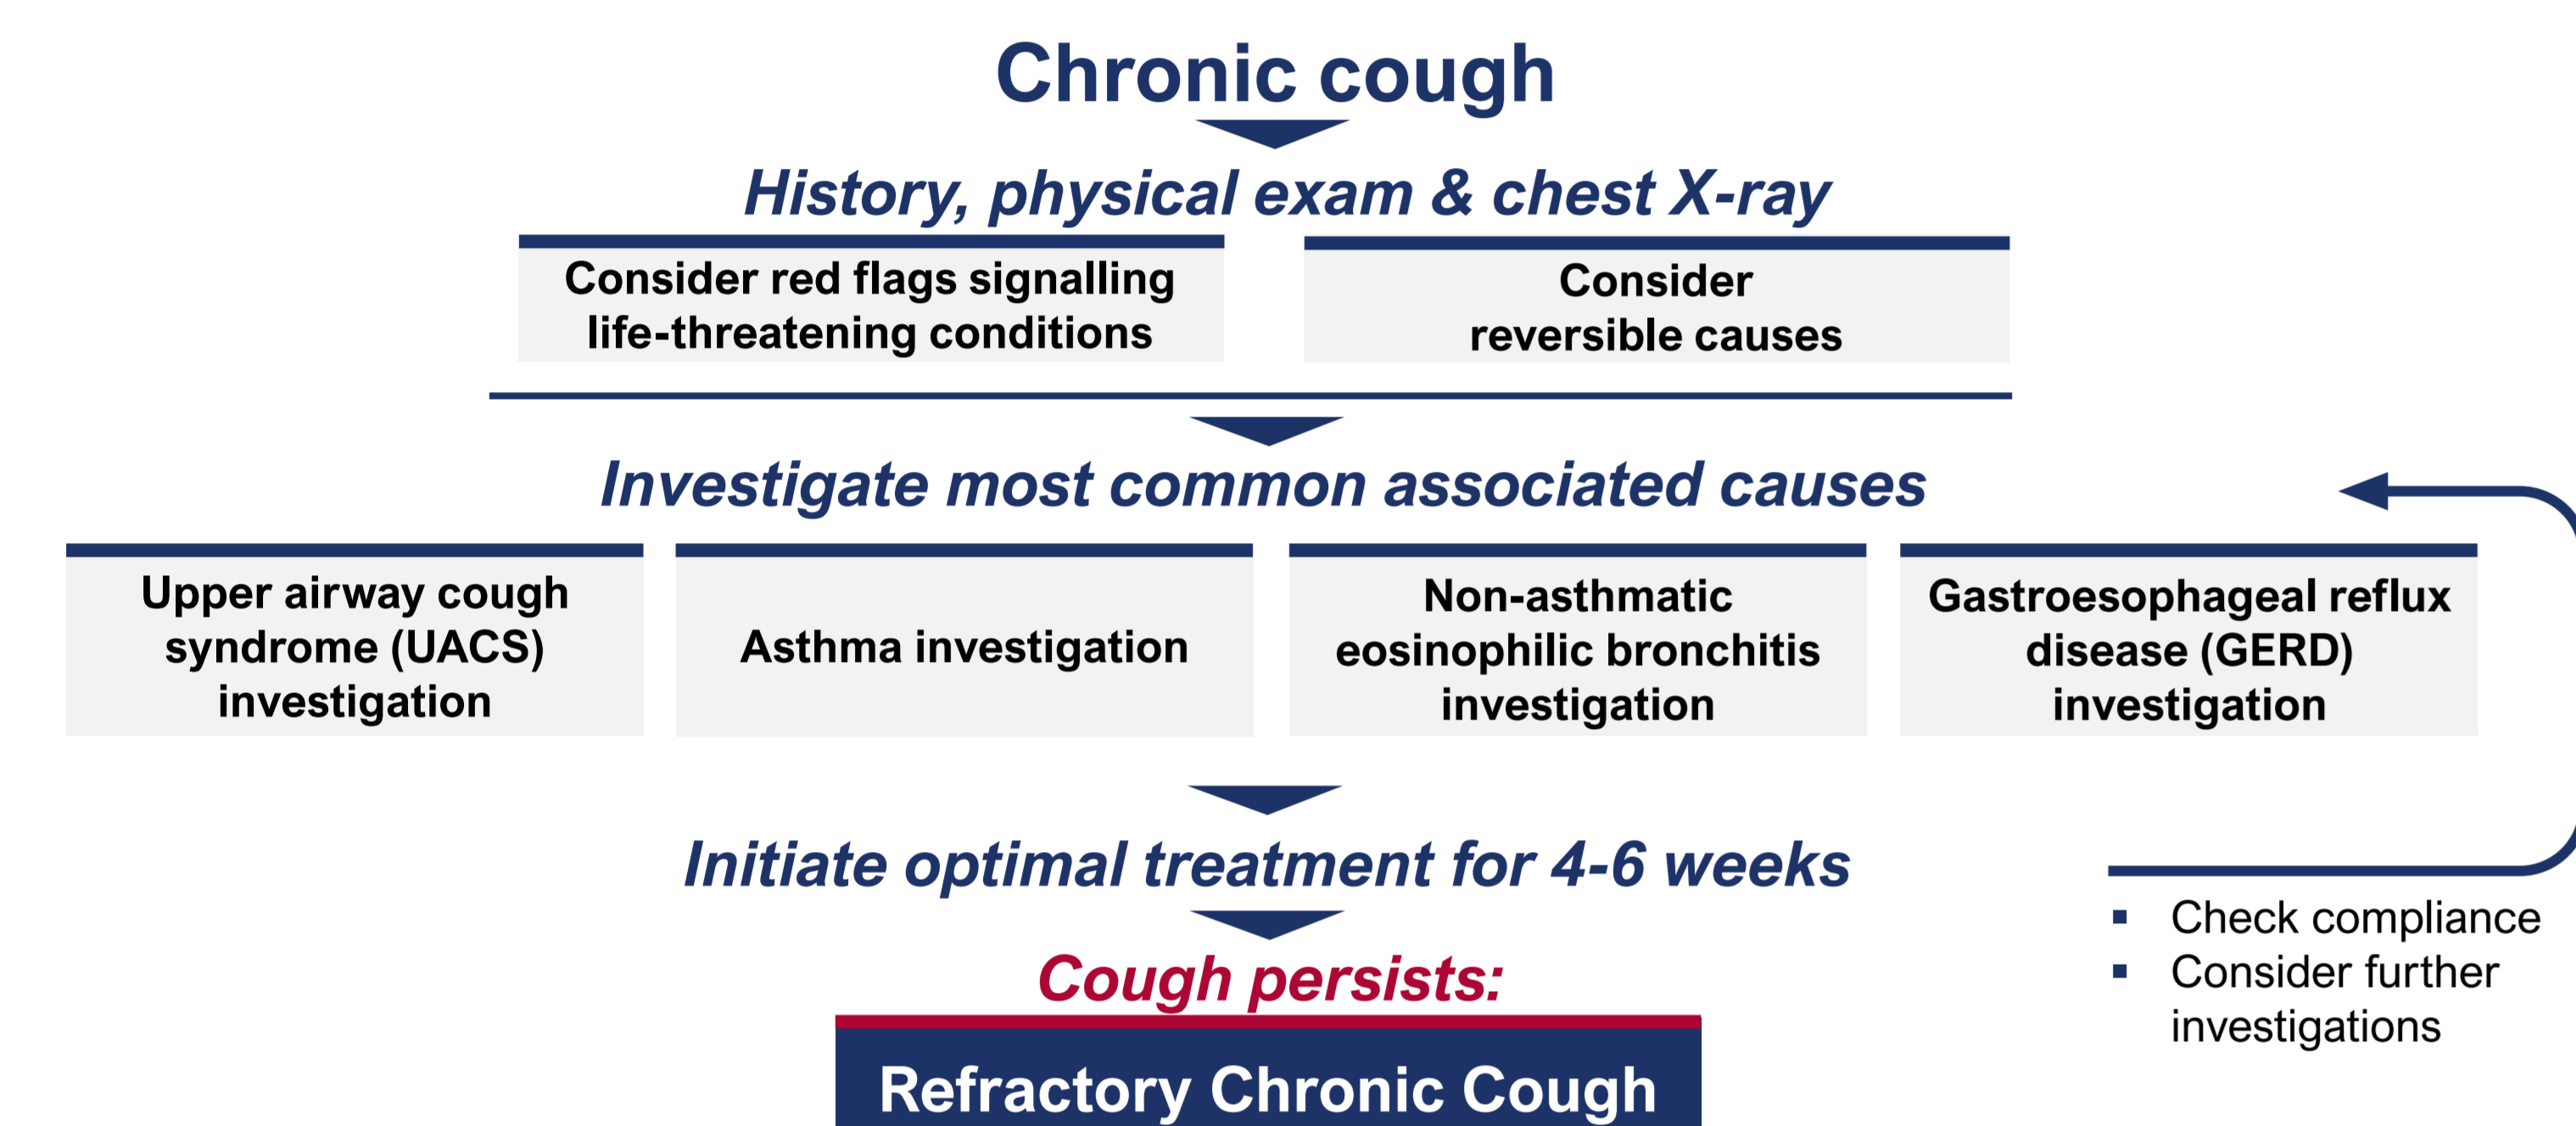 Chronic cough
History, physical exam & chest X-ray
Consider red flags signalling
life-threatening conditions
Consider
reversible causes
Investigate most common associated causes
Upper airway cough
syndrome (UACS)
investigation
Asthma investigation
Non-asthmatic
eosinophilic bronchitis
investigation
Gastroesophageal reflux
disease (GERD)
investigation
Initiate optimal treatment for 4-6 weeks
▪ Check compliance
▪ Consider further
investigations
Cough persists:
Refractory Chronic Cough